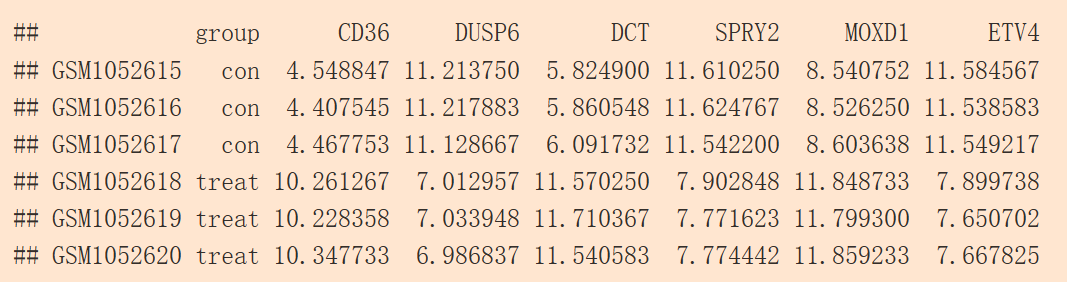 ##            group      CD36     DUSP6       DCT     SPRY2     MOXD1      ETV4
## GSM1052615   con  4.548847 11.213750  5.824900 11.610250  8.540752 11.584567
## GSM1052616   con  4.407545 11.217883  5.860548 11.624767  8.526250 11.538583
## GSM1052617   con  4.467753 11.128667  6.091732 11.542200  8.603638 11.549217
## GSM1052618 treat 10.261267  7.012957 11.570250  7.902848 11.848733  7.899738
## GSM1052619 treat 10.228358  7.033948 11.710367  7.771623 11.799300  7.650702
## GSM1052620 treat 10.347733  6.986837 11.540583  7.774442 11.859233  7.667825